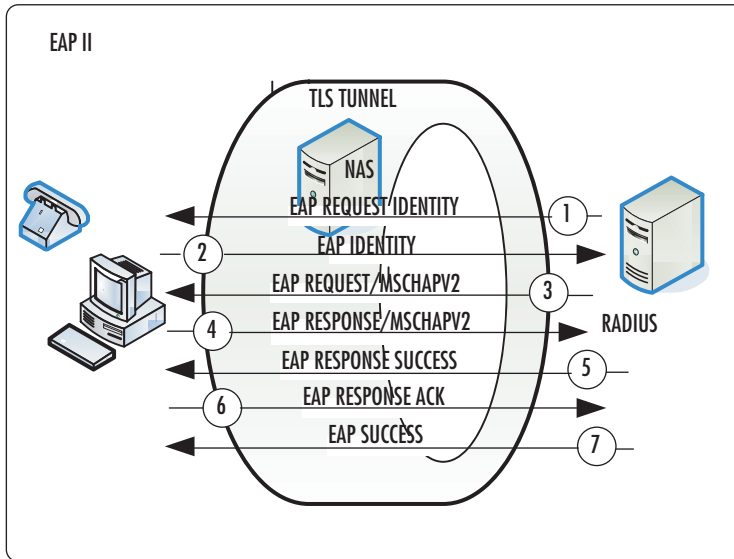 EAP II
TLS TUNNEL
NAS
EAP REQUEST IDENTITY
1
2
EAP IDENTITY
EAP REQUEST/MSCHAPV2
3
4
EAP RESPONSE/MSCHAPV2
RADIUS
EAP RESPONSE SUCCESS
5
6
EAP RESPONSE ACK
EAP SUCCESS
7